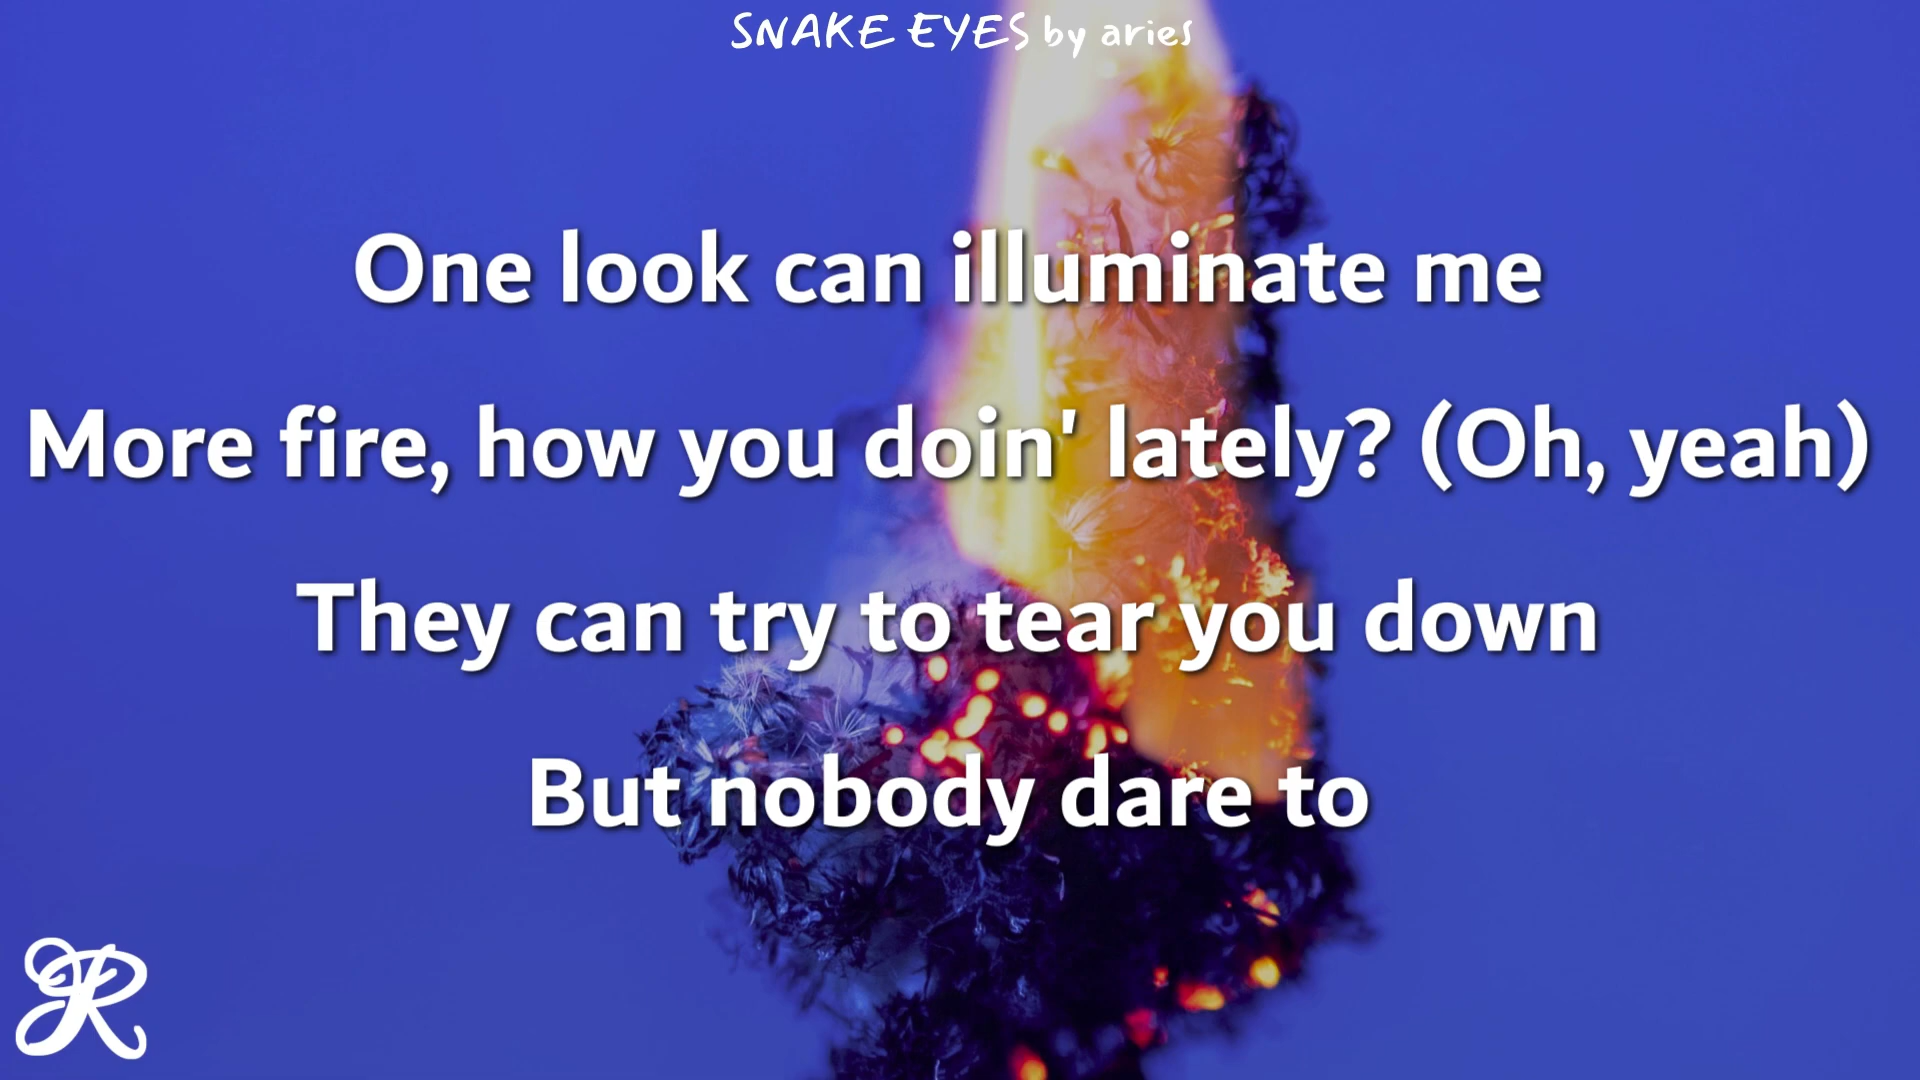 SNAKE EYES by aries
One look can illuminate me
More fire, how you doin' lately? (Oh, yeah)
They can try to tear you down
But nobody dare to
R